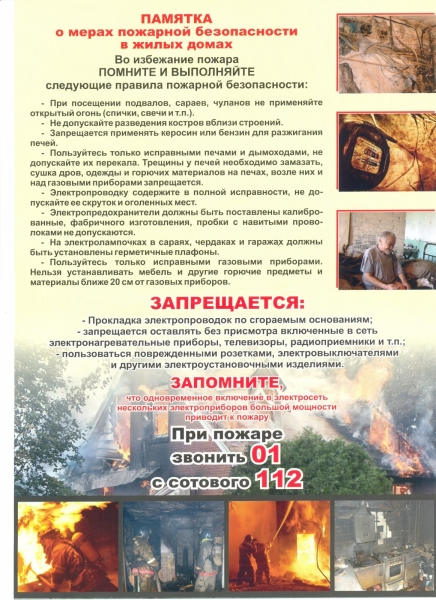 ПАМЯТКА
о мерах пожарной безопасности
в жилых домах
Во избежание пожара
ПОМНИТЕ И ВЫПОЛНЯЙТЕ
следующие правила пожарной безопасности:
- При посещении подвалов, сараев, чуланов не применяйте
открытый огонь (спички, свечи и т.п.).
- Не допускайте разведения костров вблизи строений.
- Запрещается применять керосин или бензин для разжигания
печей.
- Пользуйтесь только исправными печами и дымоходами, не
допускайте их перекала. Трещины у печей необходимо замазать,
сушка дров, одежды и горючих материалов на печах, возле них и
над газовыми приборами запрещается.
- Электропроводку содержите в полной исправности, не до-
пускайте ее скруток и оголенных мест.
- Электропредохранители должны быть поставлены калибро-
ванные, фабричного изготовления, пробки с навитыми прово-
локами не допускаются.
- На электролампочках в сараях, чердаках и гаражах должны
быть установлены герметичные плафоны.
- Пользуйтесь только исправными газовыми приборами.
Нельзя устанавливать мебель и другие горючие предметы и
материалы ближе 20 см от газовых приборов.
ЗАПРЕЩАЕТСЯ:
- Прокладка электропроводок по сгораемым основаниям;
- запрещается оставлять без присмотра включенные в сеть
электронагревательные приборы, телевизоры, радиоприемники и т.п.;
- пользоваться поврежденными розетками, электровыключателями
и другими электроустановочными изделиями.
ЗАПОМНИТЕ,
что одновременное включение в электросеть
нескольких электроприборов большой мощности
приводит к пожару
При пожаре
звонить 01
с сотового 112